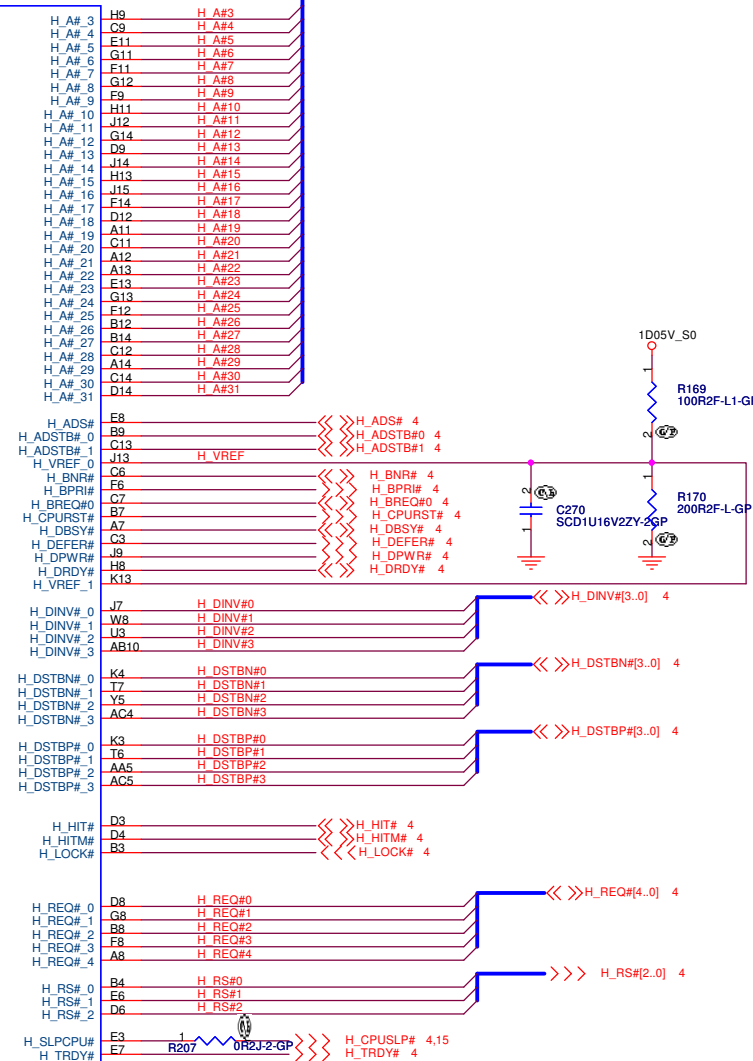 H_A#_3 H9 H_A#3
H_A#_4 C9 H_A#4
H_A#_5 E11 H_A#5
H_A#_6 G11 H_A#6
H_A#_7 F11 H_A#7
H_A#_8 G12 H_A#8
H_A#_9 F9 H_A#9
H_A#_10 H11 H_A#10
H_A#_11 J12 H_A#11
H_A#_12 G14 H_A#12
H_A#_13 D9 H_A#13
H_A#_14 J14 H_A#14
H_A#_15 H13 H_A#15
H_A#_16 J15 H_A#16
H_A#_17 F14 H_A#17
H_A#_18 D12 H_A#18
H_A#_19 A11 H_A#19
H_A#_20 C11 H_A#20
H_A#_21 A12 H_A#21
H_A#_22 A13 H_A#22
H_A#_23 E13 H_A#23
H_A#_24 G13 H_A#24
H_A#_25 F12 H_A#25
H_A#_26 B12 H_A#26
H_A#_27 B14 H_A#27
H_A#_28 C12 H_A#28
H_A#_29 A14 H_A#29
H_A#_30 C14 H_A#30
H_A#_31 D14 H_A#31
1D05V_S0
1
R169
100R2F-L1-GP
2
H_ADS# E8 H_ADS# 4
H_ADSTB#_0 B9 H_ADSTB#0 4
H_ADSTB#_1 C13 H_ADSTB#1 4
H_VREF_0 J13 H_VREF
H_BNR# C6 H_BNR# 4
H_BPRI# F6 H_BPRI# 4
H_BREQ#0 C7 H_BREQ#0 4
H_CPURST# B7 H_CPURST# 4
H_DBSY# A7 H_DBSY# 4
H_DEFER# C3 H_DEFER# 4
H_DPWR# J9 H_DPWR# 4
H_DRDY# H8 H_DRDY# 4
H_VREF_1 K13
2
C270
SCD1U16V2ZY-2GP
1
1
R170
200R2F-L-GP
2
H_DINV#_0 J7 H_DINV#0 H_DINV#[3..0] 4
H_DINV#_1 W8 H_DINV#1
H_DINV#_2 U3 H_DINV#2
H_DINV#_3 AB10 H_DINV#3
H_DSTBN#_0 K4 H_DSTBN#0 H_DSTBN#[3..0] 4
H_DSTBN#_1 T7 H_DSTBN#1
H_DSTBN#_2 Y5 H_DSTBN#2
H_DSTBN#_3 AC4 H_DSTBN#3
H_DSTBP#_0 K3 H_DSTBP#0 H_DSTBP#[3..0] 4
H_DSTBP#_1 T6 H_DSTBP#1
H_DSTBP#_2 AA5 H_DSTBP#2
H_DSTBP#_3 AC5 H_DSTBP#3
H_HIT# D3 H_HIT# 4
H_HITM# D4 H_HITM# 4
H_LOCK# B3 H_LOCK# 4
H_REQ#_0 D8 H_REQ#0 H_REQ#[4..0] 4
H_REQ#_1 G8 H_REQ#1
H_REQ#_2 B8 H_REQ#2
H_REQ#_3 F8 H_REQ#3
H_REQ#_4 A8 H_REQ#4
H_RS#_0 B4 H_RS#0 H_RS#[2..0] 4
H_RS#_1 E6 H_RS#1
H_RS#_2 D6 H_RS#2
H_SLPCPU# E3 1 R207 0R2J-2-GP H_CPUSLP# 4,15
H_TRDY# E7 H_TRDY# 4